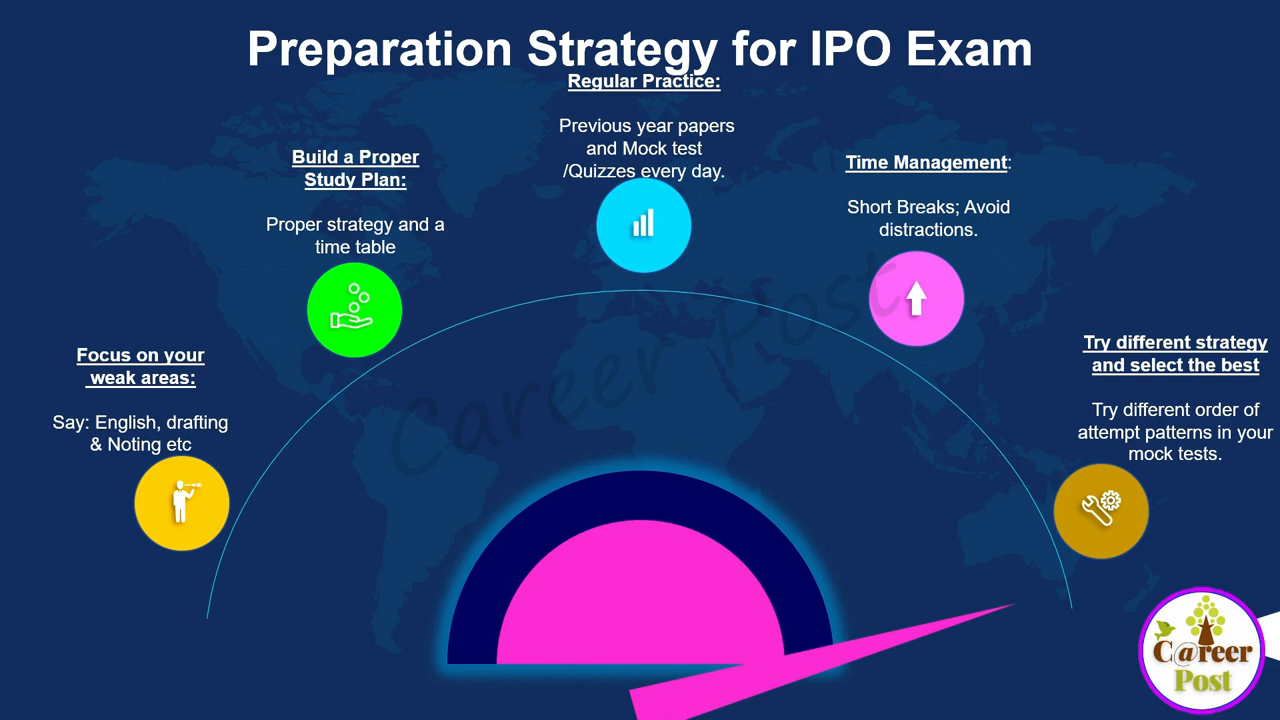 Preparation Strategy for IPO Exam
Regular Practice:
Previous year papers
and Mock test
/Quizzes every day.
Build a Proper
Study Plan:
Proper strategy and a
time table
Time Management:
Short Breaks; Avoid
distractions.
Focus on your
weak areas:
Say: English, drafting
& Noting etc
Try different strategy
and select the best
Try different order of
attempt patterns in your
mock tests.
Career Post
C@reer
Post